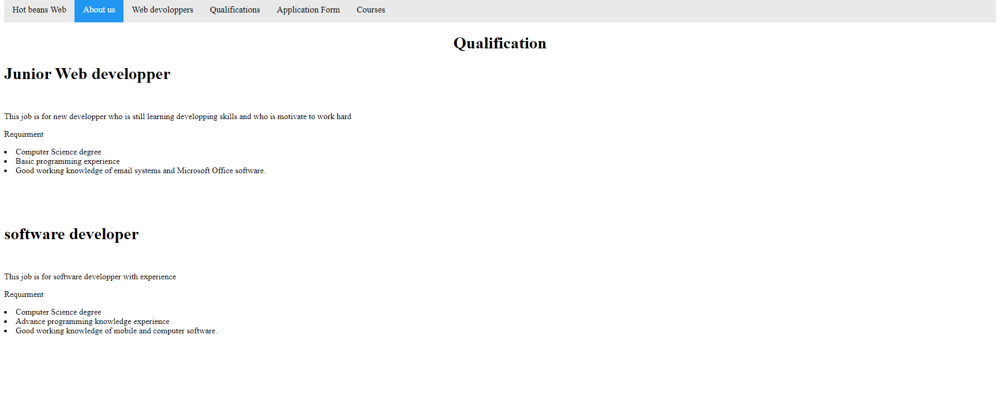 Hot beans Web About us Web devoloppers Qualifications Application Form Courses
Qualification
Junior Web developper
This job is for new developper who is still learning developping skills and who is motivate to work hard
Requirment
• Computer Science degree
• Basic programming experience
• Good working knowledge of email systems and Microsoft Office software.
software developer
This job is for software developper with experience
Requirment
• Computer Science degree
• Advance programming knowledge experience
• Good working knowledge of mobile and computer software.